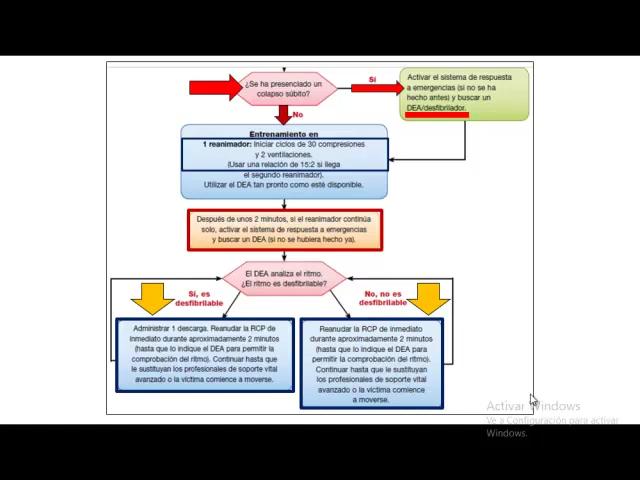 ¿Se ha presenciado un
colapso súbito?
Sí
Activar el sistema de respuesta
a emergencias (si no se ha
hecho antes) y buscar un
DEA/desfibrilador.
No
Entrenamiento en
1 reanimador: Iniciar ciclos de 30 compresiones
y 2 ventilaciones.
(Usar una relación de 15:2 si llega
el segundo reanimador).
Utilizar el DEA tan pronto como esté disponible.
Después de unos 2 minutos, si el reanimador continúa
solo, activar el sistema de respuesta a emergencias
y buscar un DEA (si no se hubiera hecho ya).
El DEA analiza el ritmo.
¿El ritmo es desfibrilable?
Sí, es
desfibrilable
No, no es
desfibrilable
Administrar 1 descarga. Reanudar la RCP de
inmediato durante aproximadamente 2 minutos
(hasta que lo indique el DEA para permitir la
comprobación del ritmo). Continuar hasta que
le sustituyan los profesionales de soporte vital
avanzado o la víctima comience a moverse.
Reanudar la RCP de inmediato
durante aproximadamente 2 minutos
(hasta que lo indique el DEA para
permitir la comprobación del ritmo).
Continuar hasta que le sustituyan
los profesionales de soporte vital
avanzado o la víctima comience
a moverse.
Activar Windows
Ve a Configuración para activar
Windows.